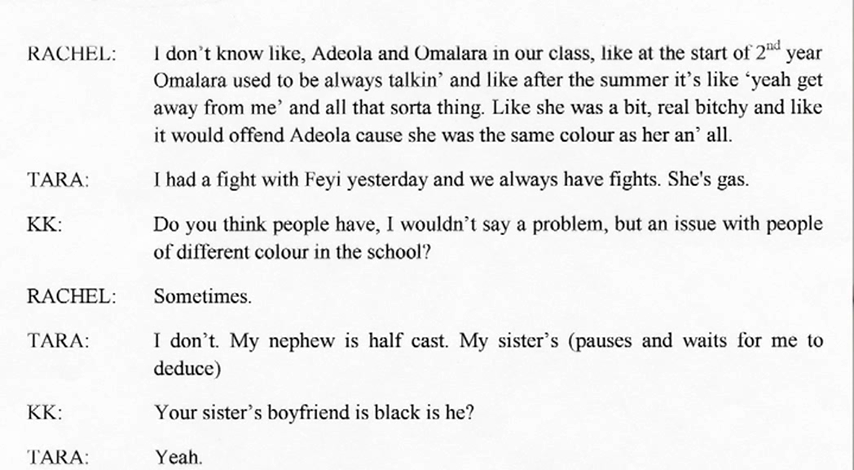 RACHEL: I don't know like, Adeola and Omalara in our class, like at the start of 2nd year
Omalara used to be always talkin' and like after the summer it's like 'yeah get
away from me' and all that sorta thing. Like she was a bit, real bitchy and like
it would offend Adeola cause she was the same colour as her an' all.
TARA: I had a fight with Feyi yesterday and we always have fights. She's gas.
KK: Do you think people have, I wouldn't say a problem, but an issue with people
of different colour in the school?
RACHEL: Sometimes.
TARA: I don't. My nephew is half cast. My sister's (pauses and waits for me to
deduce)
KK: Your sister's boyfriend is black is he?
TARA: Yeah.